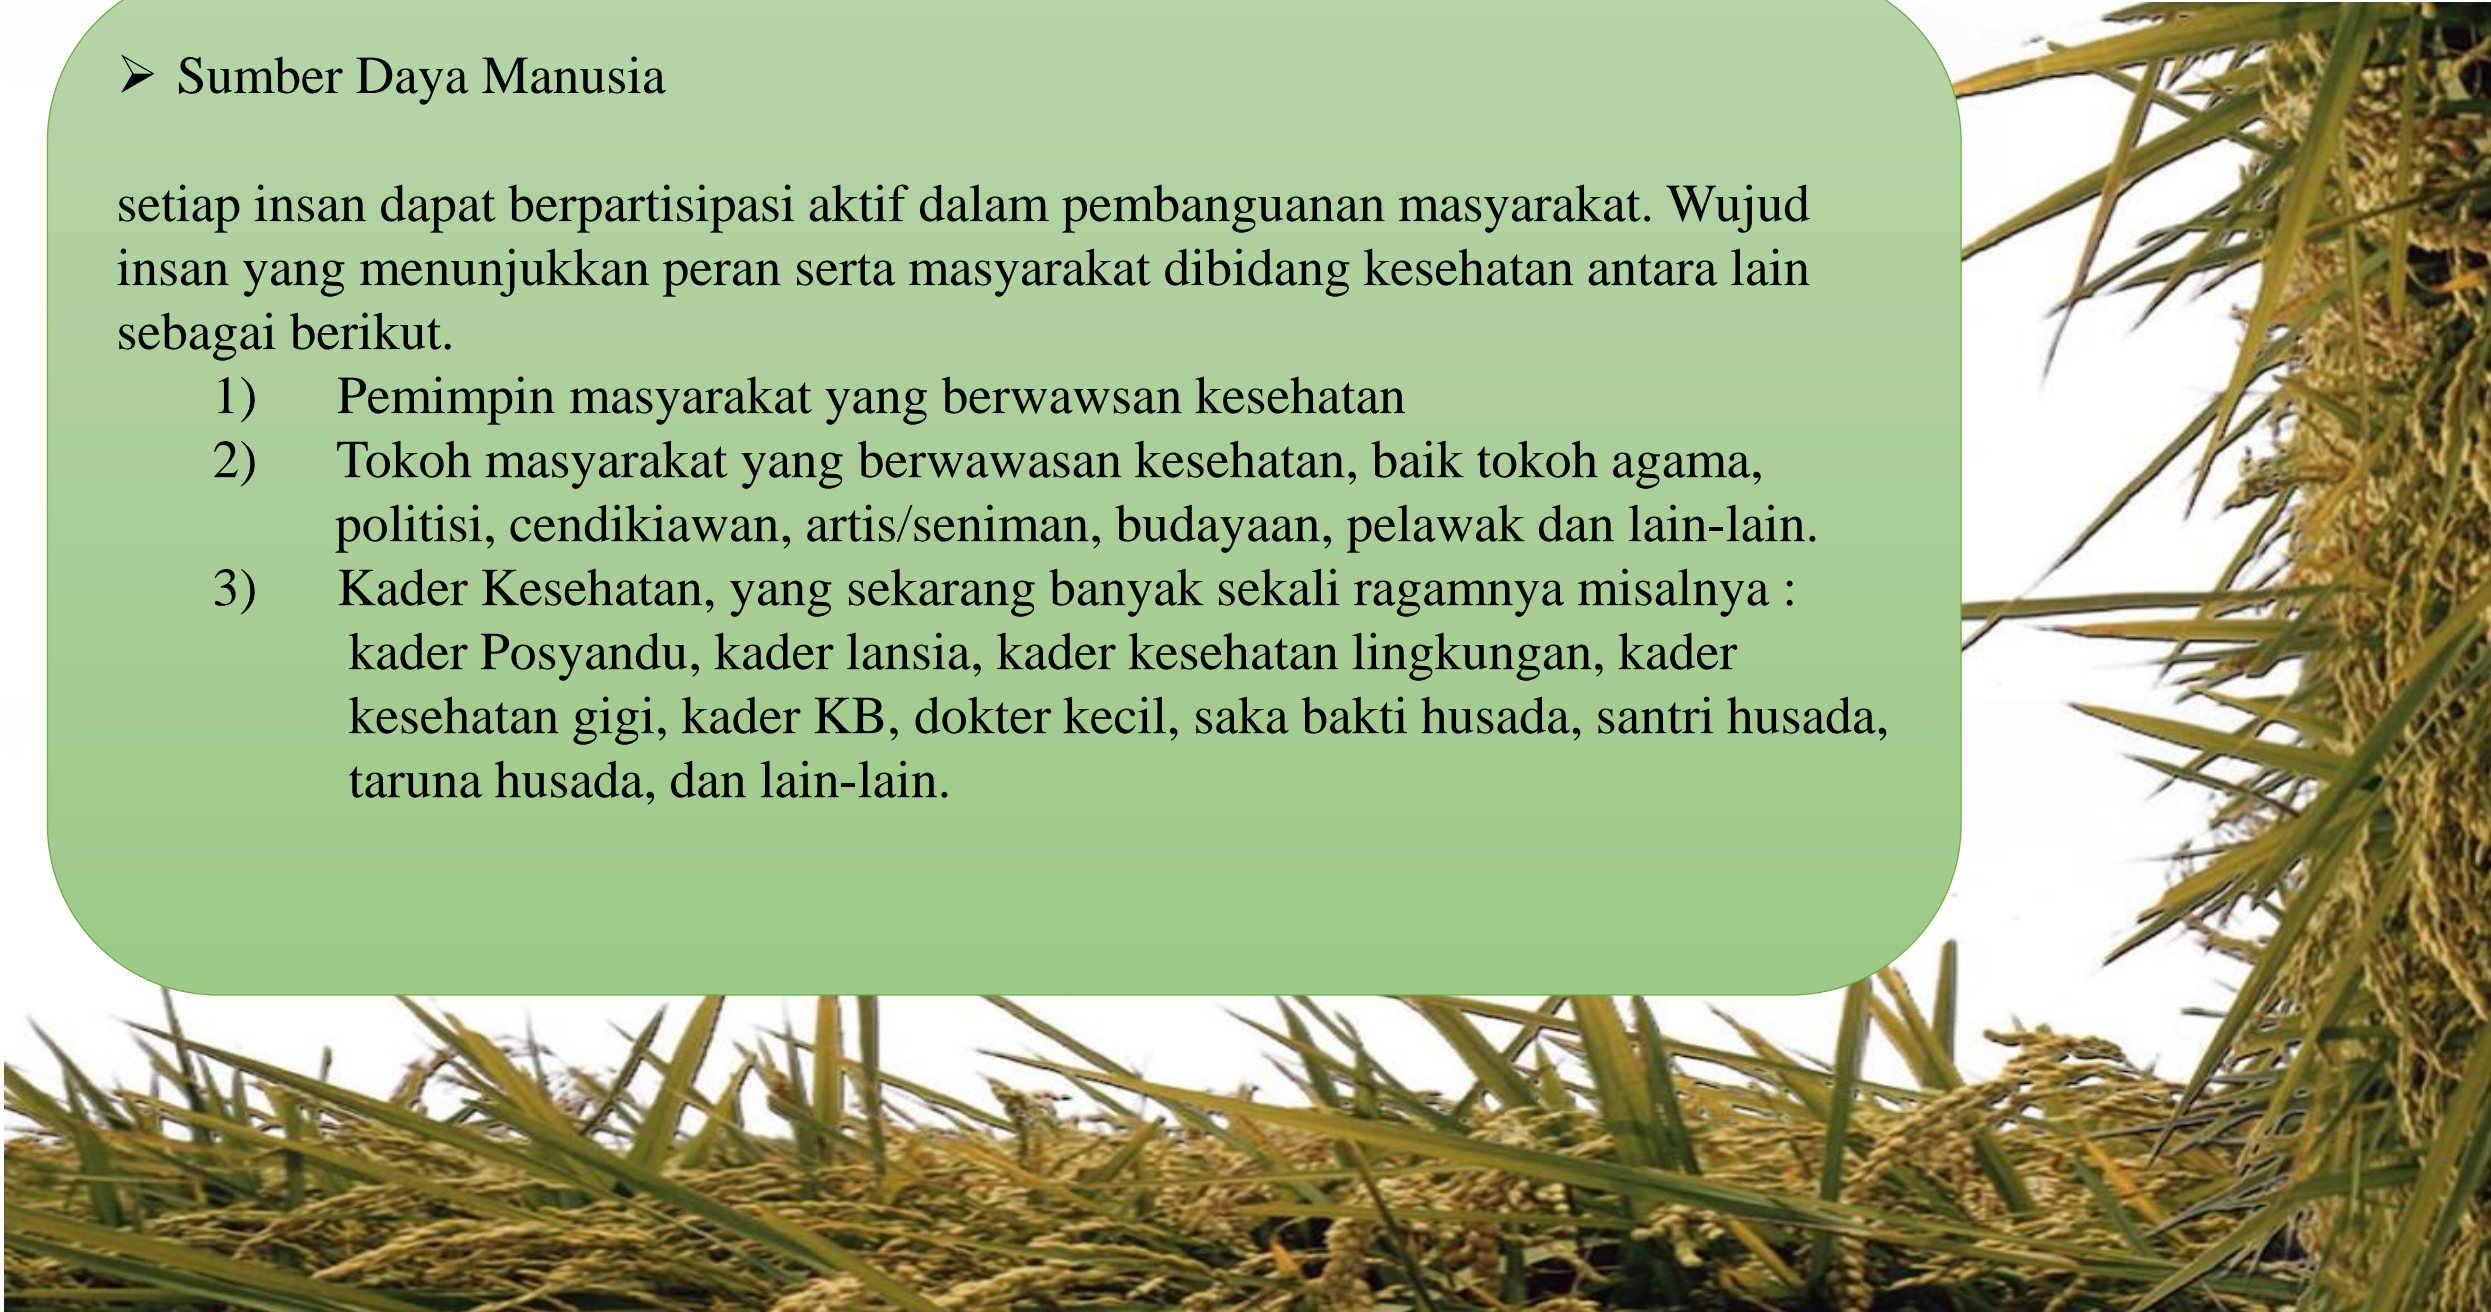 ➢ Sumber Daya Manusia
setiap insan dapat berpartisipasi aktif dalam pembanguanan masyarakat. Wujud
insan yang menunjukkan peran serta masyarakat dibidang kesehatan antara lain
sebagai berikut.
1) Pemimpin masyarakat yang berwawsan kesehatan
2) Tokoh masyarakat yang berwawasan kesehatan, baik tokoh agama,
politisi, cendikiawan, artis/seniman, budayaan, pelawak dan lain-lain.
3) Kader Kesehatan, yang sekarang banyak sekali ragamnya misalnya :
kader Posyandu, kader lansia, kader kesehatan lingkungan, kader
kesehatan gigi, kader KB, dokter kecil, saka bakti husada, santri husada,
taruna husada, dan lain-lain.